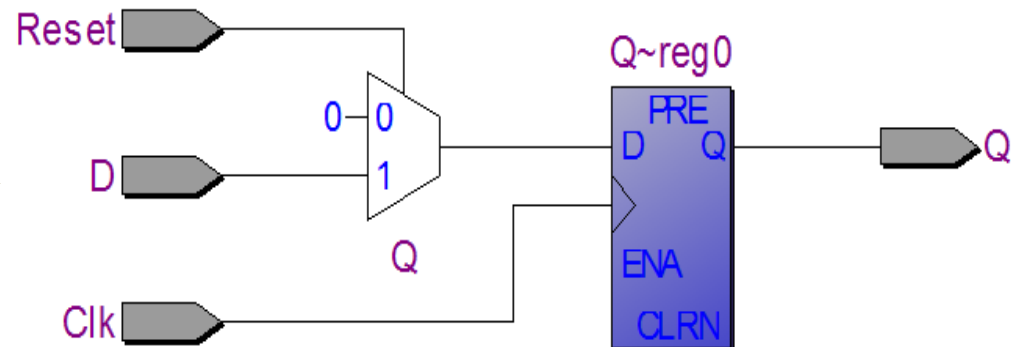 Reset
Q~reg0
PRE
0 0
D Q Q
D
1
Q
ENA
Clk
CLRN